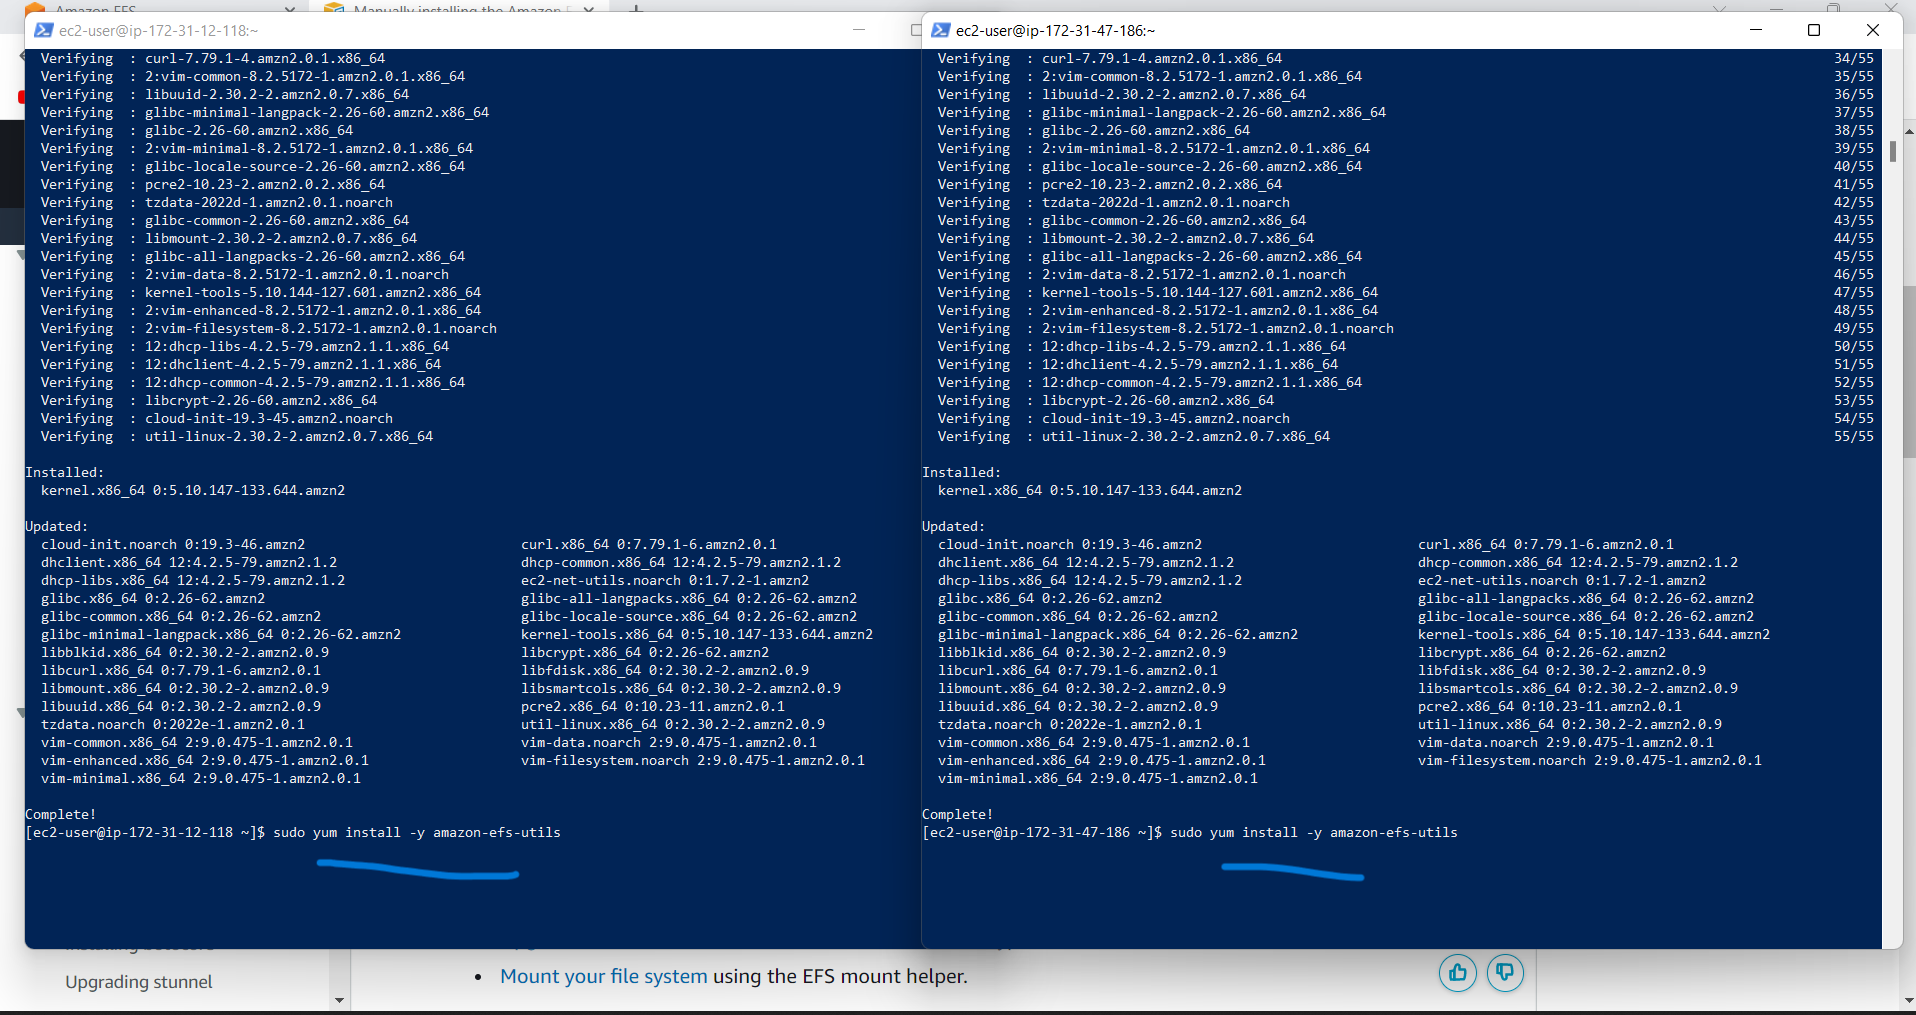 Amazon EFS
Manually installing the Amazon
ec2-user@ip-172-31-12-118:~
Verifying  : curl-7.79.1-4.amzn2.0.1.x86_64
Verifying  : 2:vim-common-8.2.5172-1.amzn2.0.1.x86_64
Verifying  : libuuid-2.30.2-2.amzn2.0.7.x86_64
Verifying  : glibc-minimal-langpack-2.26-60.amzn2.x86_64
Verifying  : glibc-2.26-60.amzn2.x86_64
Verifying  : 2:vim-minimal-8.2.5172-1.amzn2.0.1.x86_64
Verifying  : glibc-locale-source-2.26-60.amzn2.x86_64
Verifying  : pcre2-10.23-2.amzn2.0.2.x86_64
Verifying  : tzdata-2022d-1.amzn2.0.1.noarch
Verifying  : glibc-common-2.26-60.amzn2.x86_64
Verifying  : libmount-2.30.2-2.amzn2.0.7.x86_64
Verifying  : glibc-all-langpacks-2.26-60.amzn2.x86_64
Verifying  : 2:vim-data-8.2.5172-1.amzn2.0.1.noarch
Verifying  : kernel-tools-5.10.144-127.601.amzn2.x86_64
Verifying  : 2:vim-enhanced-8.2.5172-1.amzn2.0.1.x86_64
Verifying  : 2:vim-filesystem-8.2.5172-1.amzn2.0.1.noarch
Verifying  : 12:dhcp-libs-4.2.5-79.amzn2.1.1.x86_64
Verifying  : 12:dhclient-4.2.5-79.amzn2.1.1.x86_64
Verifying  : 12:dhcp-common-4.2.5-79.amzn2.1.1.x86_64
Verifying  : libcrypt-2.26-60.amzn2.x86_64
Verifying  : cloud-init-19.3-45.amzn2.noarch
Verifying  : util-linux-2.30.2-2.amzn2.0.7.x86_64
Installed:
kernel.x86_64 0:5.10.147-133.644.amzn2
Updated:
cloud-init.noarch 0:19.3-46.amzn2 curl.x86_64 0:7.79.1-6.amzn2.0.1
dhclient.x86_64 12:4.2.5-79.amzn2.1.2 dhcp-common.x86_64 12:4.2.5-79.amzn2.1.2
dhcp-libs.x86_64 12:4.2.5-79.amzn2.1.2 ec2-net-utils.noarch 0:1.7.2-1.amzn2
glibc.x86_64 0:2.26-62.amzn2 glibc-all-langpacks.x86_64 0:2.26-62.amzn2
glibc-common.x86_64 0:2.26-62.amzn2 glibc-locale-source.x86_64 0:2.26-62.amzn2
glibc-minimal-langpack.x86_64 0:2.26-62.amzn2 kernel-tools.x86_64 0:5.10.147-133.644.amzn2
libblkid.x86_64 0:2.30.2-2.amzn2.0.9 libcrypt.x86_64 0:2.26-62.amzn2
libcurl.x86_64 0:7.79.1-6.amzn2.0.1 libfdisk.x86_64 0:2.30.2-2.amzn2.0.9
libmount.x86_64 0:2.30.2-2.amzn2.0.9 libsmartcols.x86_64 0:2.30.2-2.amzn2.0.9
libuuid.x86_64 0:2.30.2-2.amzn2.0.9 pcre2.x86_64 0:10.23-11.amzn2.0.1
tzdata.noarch 0:2022e-1.amzn2.0.1 util-linux.x86_64 0:2.30.2-2.amzn2.0.9
vim-common.x86_64 2:9.0.475-1.amzn2.0.1 vim-data.noarch 2:9.0.475-1.amzn2.0.1
vim-enhanced.x86_64 2:9.0.475-1.amzn2.0.1 vim-filesystem.noarch 2:9.0.475-1.amzn2.0.1
vim-minimal.x86_64 2:9.0.475-1.amzn2.0.1
Complete!
[ec2-user@ip-172-31-12-118 ~]$ sudo yum install -y amazon-efs-utils
ec2-user@ip-172-31-47-186:~
Verifying  : curl-7.79.1-4.amzn2.0.1.x86_64 34/55
Verifying  : 2:vim-common-8.2.5172-1.amzn2.0.1.x86_64 35/55
Verifying  : libuuid-2.30.2-2.amzn2.0.7.x86_64 36/55
Verifying  : glibc-minimal-langpack-2.26-60.amzn2.x86_64 37/55
Verifying  : glibc-2.26-60.amzn2.x86_64 38/55
Verifying  : 2:vim-minimal-8.2.5172-1.amzn2.0.1.x86_64 39/55
Verifying  : glibc-locale-source-2.26-60.amzn2.x86_64 40/55
Verifying  : pcre2-10.23-2.amzn2.0.2.x86_64 41/55
Verifying  : tzdata-2022d-1.amzn2.0.1.noarch 42/55
Verifying  : glibc-common-2.26-60.amzn2.x86_64 43/55
Verifying  : libmount-2.30.2-2.amzn2.0.7.x86_64 44/55
Verifying  : glibc-all-langpacks-2.26-60.amzn2.x86_64 45/55
Verifying  : 2:vim-data-8.2.5172-1.amzn2.0.1.noarch 46/55
Verifying  : kernel-tools-5.10.144-127.601.amzn2.x86_64 47/55
Verifying  : 2:vim-enhanced-8.2.5172-1.amzn2.0.1.x86_64 48/55
Verifying  : 2:vim-filesystem-8.2.5172-1.amzn2.0.1.noarch 49/55
Verifying  : 12:dhcp-libs-4.2.5-79.amzn2.1.1.x86_64 50/55
Verifying  : 12:dhclient-4.2.5-79.amzn2.1.1.x86_64 51/55
Verifying  : 12:dhcp-common-4.2.5-79.amzn2.1.1.x86_64 52/55
Verifying  : libcrypt-2.26-60.amzn2.x86_64 53/55
Verifying  : cloud-init-19.3-45.amzn2.noarch 54/55
Verifying  : util-linux-2.30.2-2.amzn2.0.7.x86_64 55/55
Installed:
kernel.x86_64 0:5.10.147-133.644.amzn2
Updated:
cloud-init.noarch 0:19.3-46.amzn2 curl.x86_64 0:7.79.1-6.amzn2.0.1
dhclient.x86_64 12:4.2.5-79.amzn2.1.2 dhcp-common.x86_64 12:4.2.5-79.amzn2.1.2
dhcp-libs.x86_64 12:4.2.5-79.amzn2.1.2 ec2-net-utils.noarch 0:1.7.2-1.amzn2
glibc.x86_64 0:2.26-62.amzn2 glibc-all-langpacks.x86_64 0:2.26-62.amzn2
glibc-common.x86_64 0:2.26-62.amzn2 glibc-locale-source.x86_64 0:2.26-62.amzn2
glibc-minimal-langpack.x86_64 0:2.26-62.amzn2 kernel-tools.x86_64 0:5.10.147-133.644.amzn2
libblkid.x86_64 0:2.30.2-2.amzn2.0.9 libcrypt.x86_64 0:2.26-62.amzn2
libcurl.x86_64 0:7.79.1-6.amzn2.0.1 libfdisk.x86_64 0:2.30.2-2.amzn2.0.9
libmount.x86_64 0:2.30.2-2.amzn2.0.9 libsmartcols.x86_64 0:2.30.2-2.amzn2.0.9
libuuid.x86_64 0:2.30.2-2.amzn2.0.9 pcre2.x86_64 0:10.23-11.amzn2.0.1
tzdata.noarch 0:2022e-1.amzn2.0.1 util-linux.x86_64 0:2.30.2-2.amzn2.0.9
vim-common.x86_64 2:9.0.475-1.amzn2.0.1 vim-data.noarch 2:9.0.475-1.amzn2.0.1
vim-enhanced.x86_64 2:9.0.475-1.amzn2.0.1 vim-filesystem.noarch 2:9.0.475-1.amzn2.0.1
vim-minimal.x86_64 2:9.0.475-1.amzn2.0.1
Complete!
[ec2-user@ip-172-31-47-186 ~]$ sudo yum install -y amazon-efs-utils
Upgrading stunnel
• Mount your file system using the EFS mount helper.